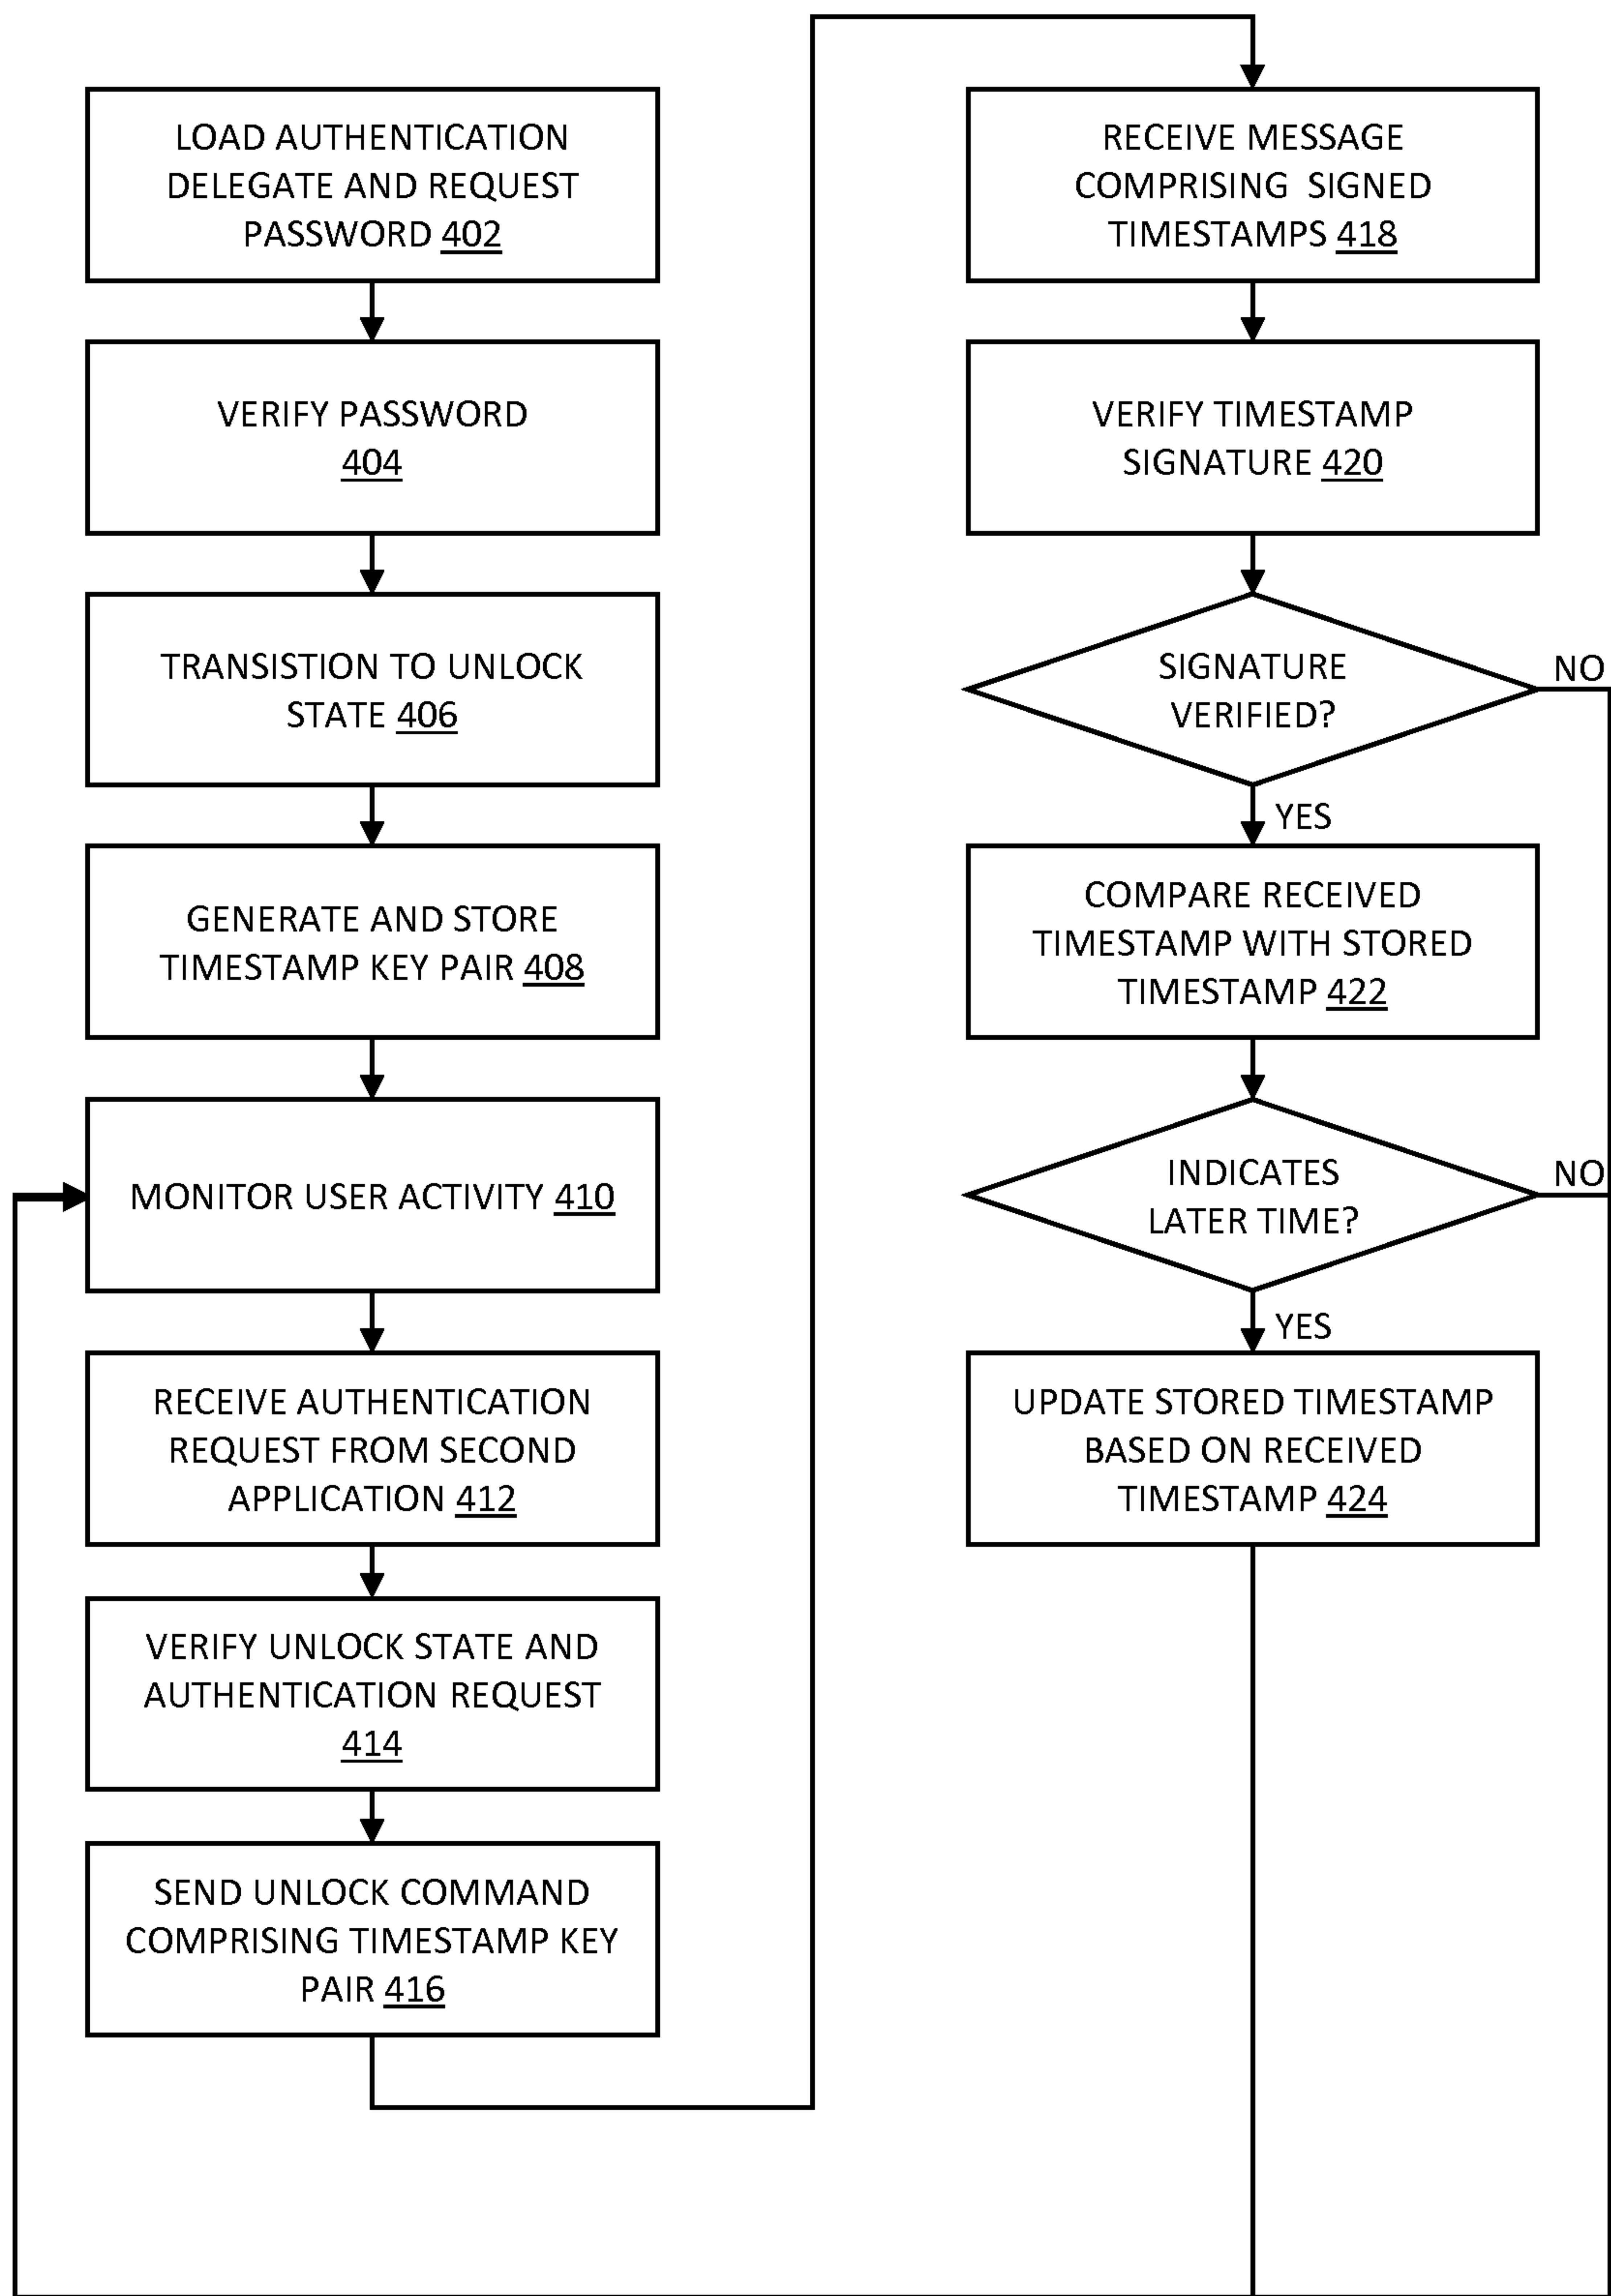 LOAD AUTHENTICATION
DELEGATE AND REQUEST
PASSWORD 402
VERIFY PASSWORD
404
TRANSISTION TO UNLOCK
STATE 406
GENERATE AND STORE
TIMESTAMP KEY PAIR 408
MONITOR USER ACTIVITY 410
RECEIVE AUTHENTICATION
REQUEST FROM SECOND
APPLICATION 412
VERIFY UNLOCK STATE AND
AUTHENTICATION REQUEST
414
SEND UNLOCK COMMAND
COMPRISING TIMESTAMP KEY
PAIR 416
RECEIVE MESSAGE
COMPRISING SIGNED
TIMESTAMPS 418
VERIFY TIMESTAMP
SIGNATURE 420
SIGNATURE
VERIFIED?
NO
YES
COMPARE RECEIVED
TIMESTAMP WITH STORED
TIMESTAMP 422
INDICATES
LATER TIME?
NO
YES
UPDATE STORED TIMESTAMP
BASED ON RECEIVED
TIMESTAMP 424